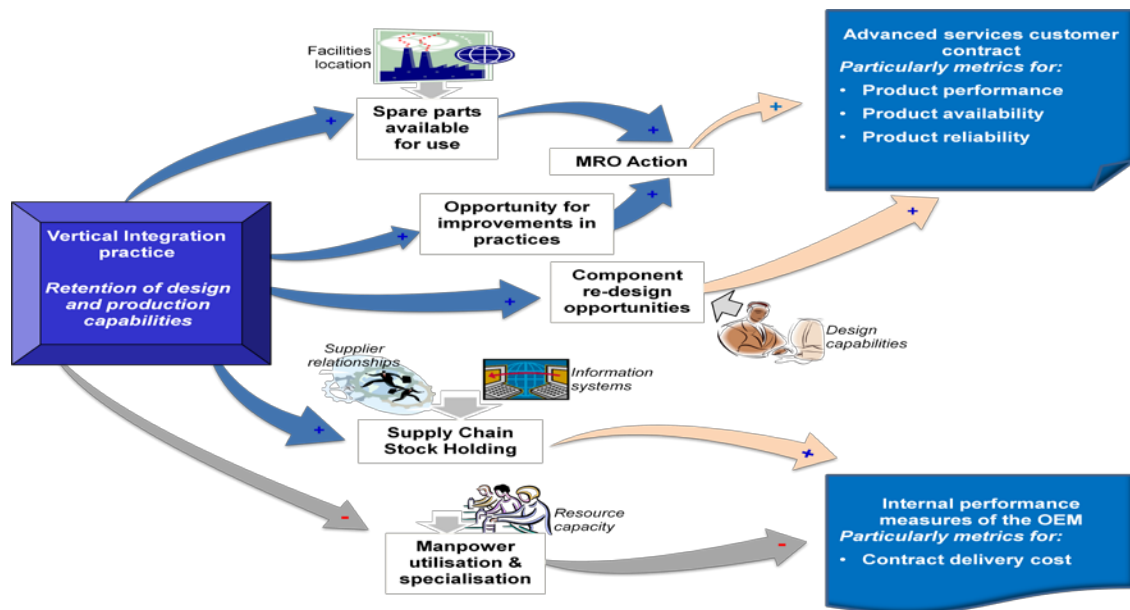 Facilities
location
Spare parts
available
for use
+
+
MRO Action
+
Advanced services customer
contract
Particularly metrics for:
• Product performance
• Product availability
• Product reliability
Vertical Integration
practice
Retention of design
and production
capabilities
+
Opportunity for
improvements in
practices
+
+
Component
re-design
opportunities
+
Design
capabilities
Supplier
relationships
Information
systems
+
Supply Chain
Stock Holding
+
-
Resource
capacity
Manpower
utilisation &
specialisation
-
Internal performance
measures of the OEM
Particularly metrics for:
• Contract delivery cost